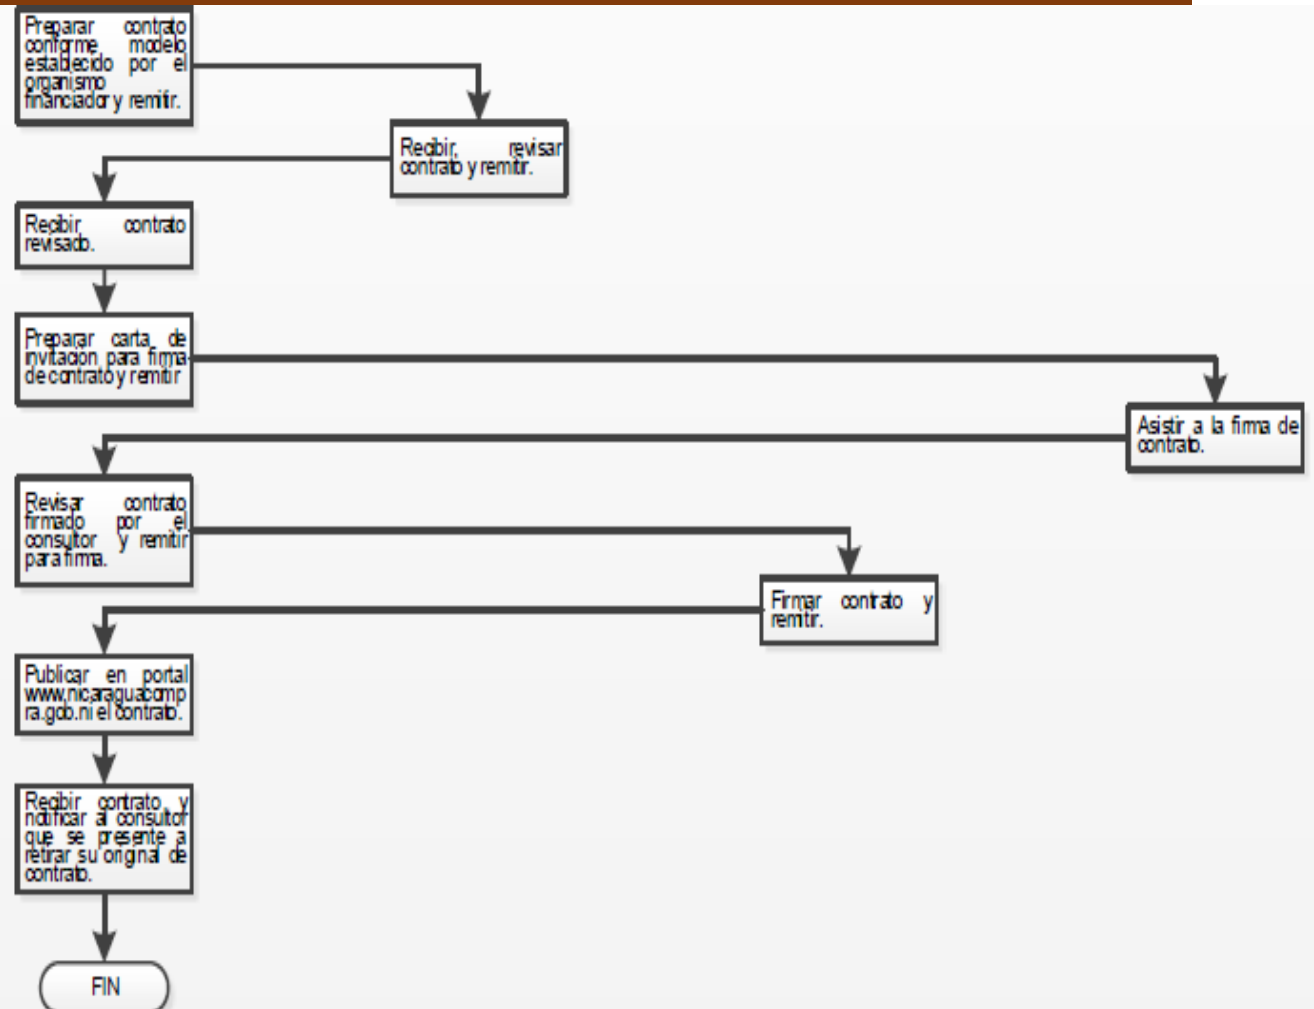 Preparar contrato
conforme modelo
establecido por el
organismo
financiador y remitir.
Recibir, revisar
contrato y remitir.
Recibir contrato
revisado.
Preparar carta de
invitación para firma
de contrato y remitir
Asistir a la firma de
contrato.
Revisar contrato
firmado por el
consultor y remitir
para firma.
Firmar contrato y
remitir.
Publicar en portal
www.nicaraguacomp
ra.gob.ni el contrato.
Recibir contrato y
notificar al consultor
que se presente a
retirar su original de
contrato.
FIN